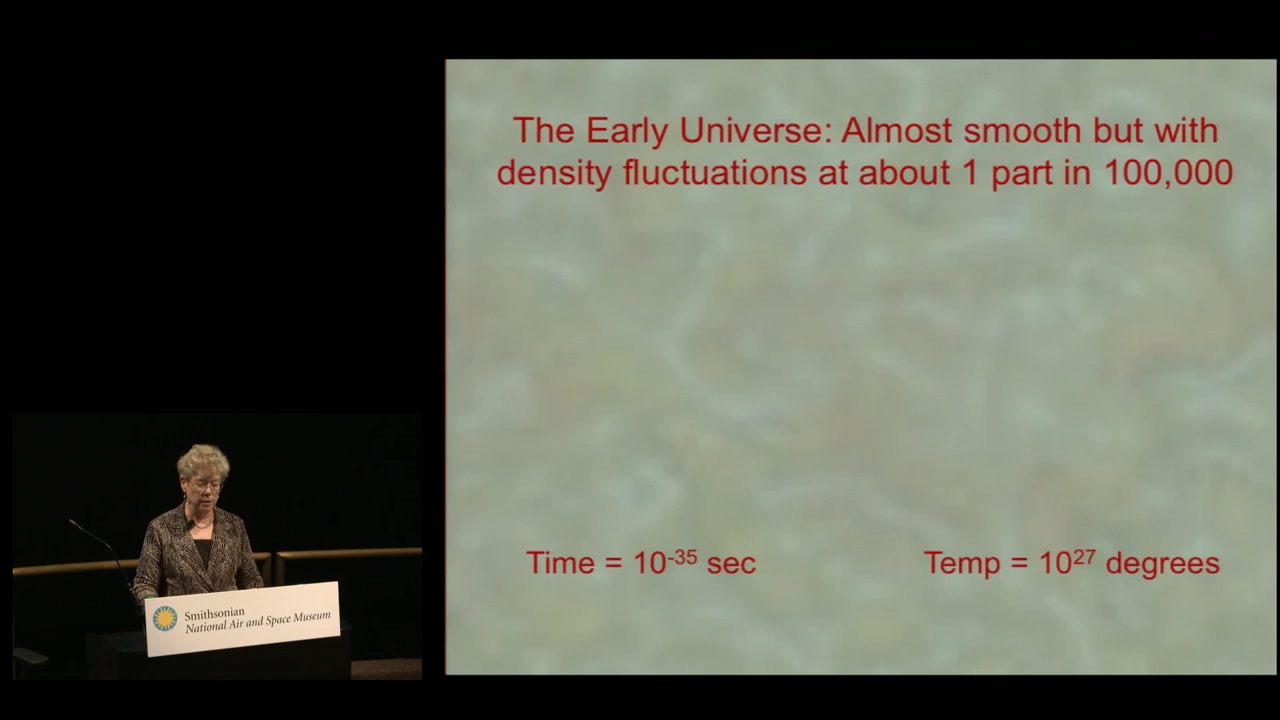 The Early Universe: Almost smooth but with
density fluctuations at about 1 part in 100,000
Time = 10⁻³⁵ sec
Temp = 10²⁷ degrees
Smithsonian
National Air and Space Museum